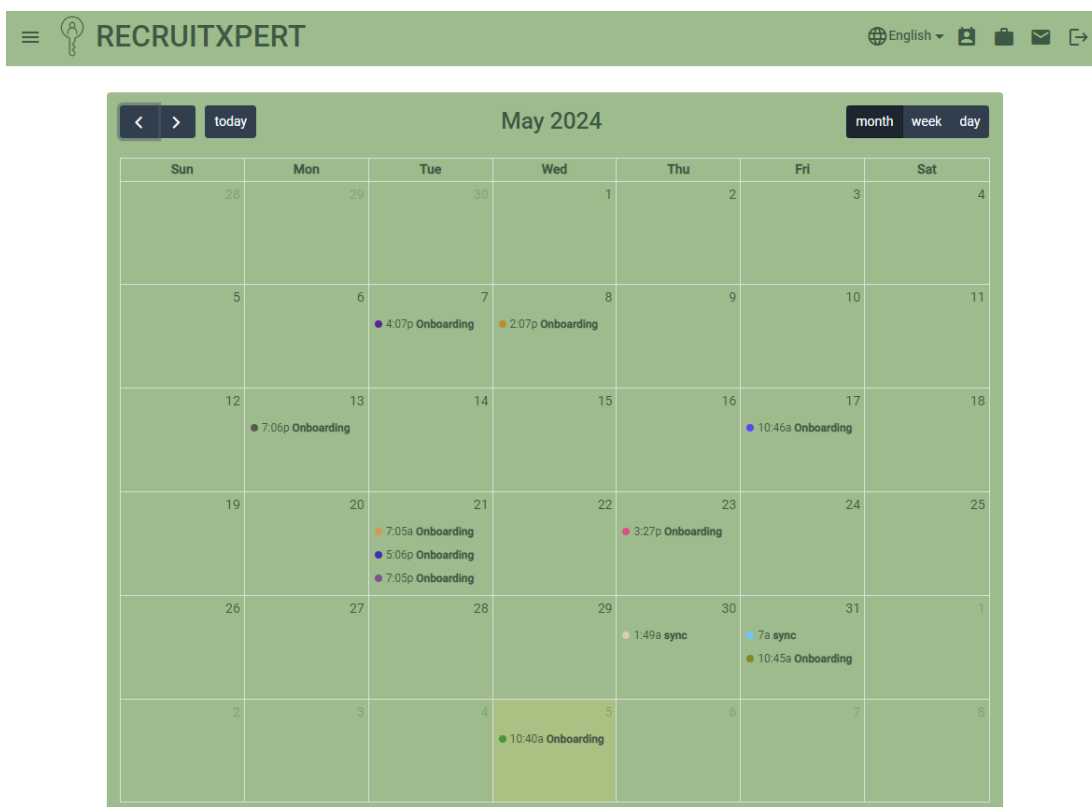 RECRUITXPERT English
today May 2024 month week day
Sun Mon Tue Wed Thu Fri Sat
28 29 30 1 2 3 4
5 6 7 8 9 10 11
4:07p Onboarding 2:07p Onboarding
12 13 14 15 16 17 18
7:06p Onboarding 10:46a Onboarding
19 20 21 22 23 24 25
7:05a Onboarding 3:27p Onboarding
5:06p Onboarding
7:05p Onboarding
26 27 28 29 30 31 1
1:49a sync 7a sync
10:45a Onboarding
2 3 4 5 6 7 8
10:40a Onboarding